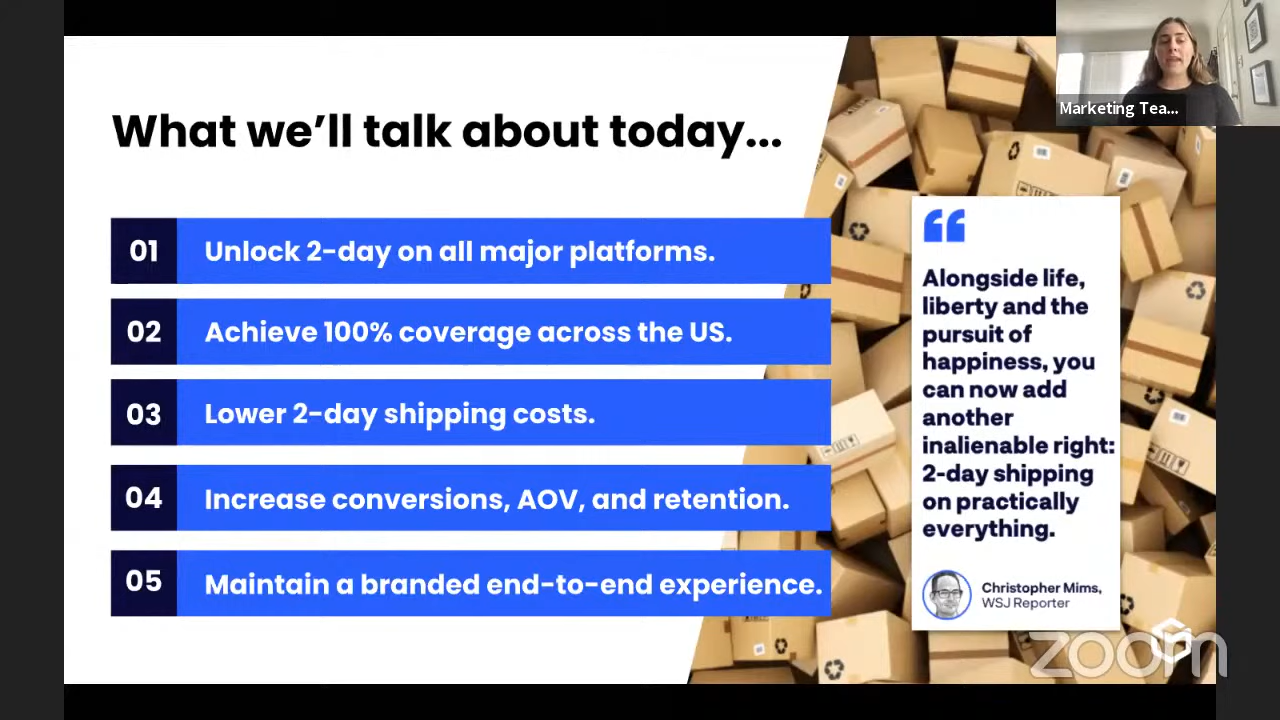 Marketing Tea...
What we’ll talk about today...
01 Unlock 2-day on all major platforms.
02 Achieve 100% coverage across the US.
03 Lower 2-day shipping costs.
04 Increase conversions, AOV, and retention.
05 Maintain a branded end-to-end experience.
“
Alongside life,
liberty and the
pursuit of
happiness, you
can now add
another
inalienable right:
2-day shipping
on practically
everything.
Christopher Mims,
WSJ Reporter
zoom